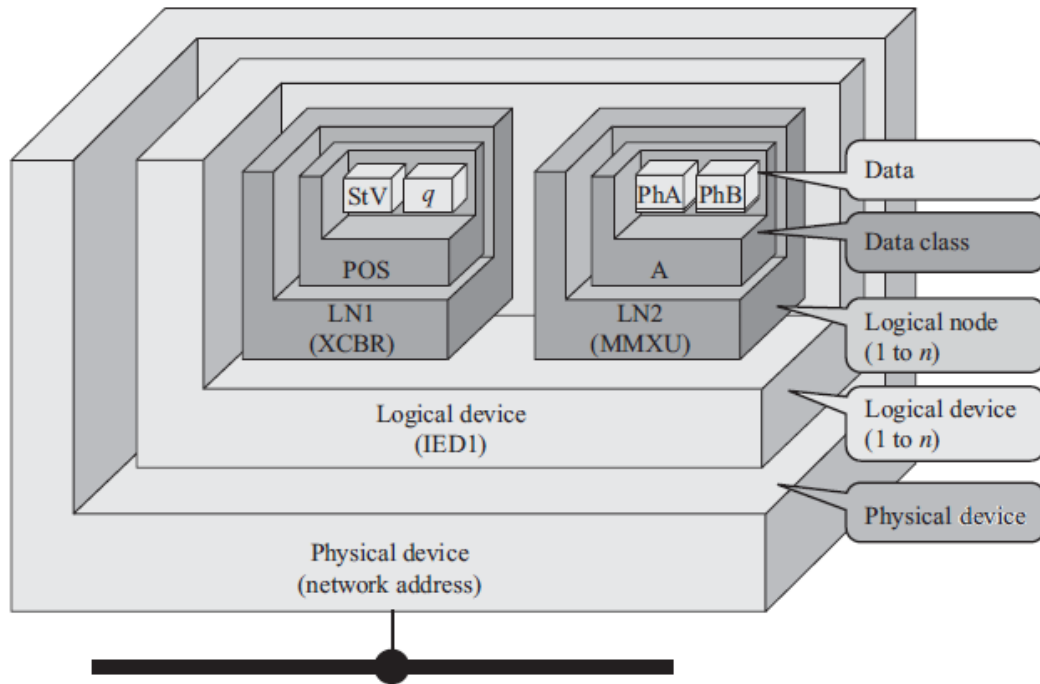 StV
q
PhA
PhB
POS
A
LN1
(XCBR)
LN2
(MMXU)
Logical device
(IED1)
Physical device
(network address)
Data
Data class
Logical node
(1 to n)
Logical device
(1 to n)
Physical device